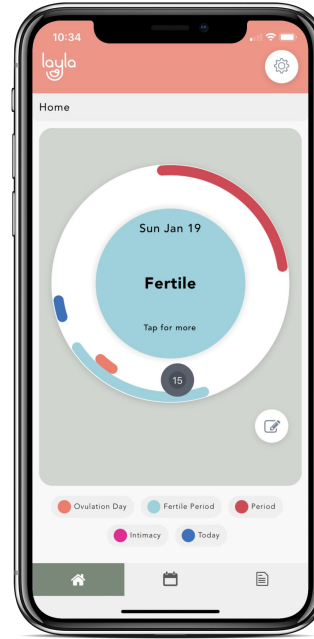 10:34
layla
Home
Sun Jan 19
Fertile
Tap for more
15
Ovulation Day
Fertile Period
Period
Intimacy
Today